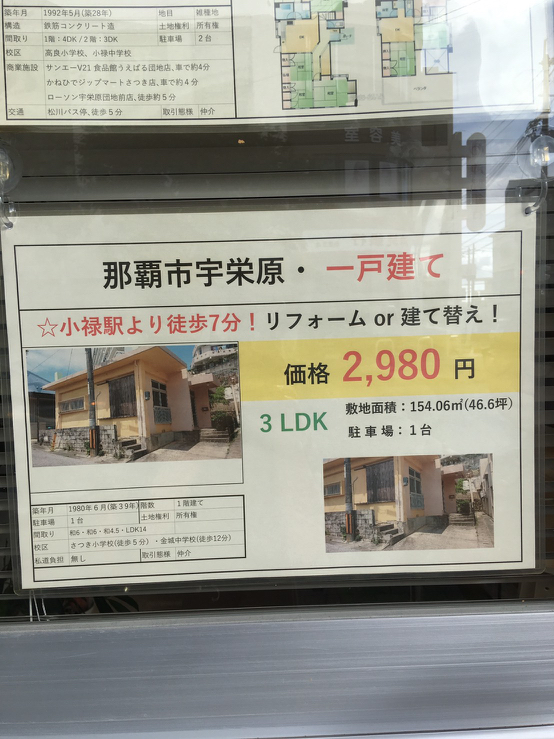 築年月 1992年5月(築28年) 地目 雑種地
構造 鉄筋コンクリート造 土地権利 所有権
間取り 1階:4DK/2階:3DK 駐車場 2台
校区 高良小学校、小禄中学校
商業施設 サンエーV21食品館うえばる団地店、車で約4分
かねひでジップマートさつき店、車で約4分
ローソン宇栄原団地前店、徒歩約5分
交通 松川バス停、徒歩5分 取引態様 仲介
那覇市宇栄原・一戸建て
☆小禄駅より徒歩7分!リフォーム or 建て替え!
価格 2,980 円
3 LDK
敷地面積:154.06㎡(46.6坪)
駐車場:1台
築年月 1980年6月(築39年) 階数 1階建て
駐車場 1台 土地権利 所有権
間取り 和6・和6・和4.5・LDK14
校区 さつき小学校(徒歩5分)・金城中学校(徒歩12分)
私道負担 無し 取引態様 仲介